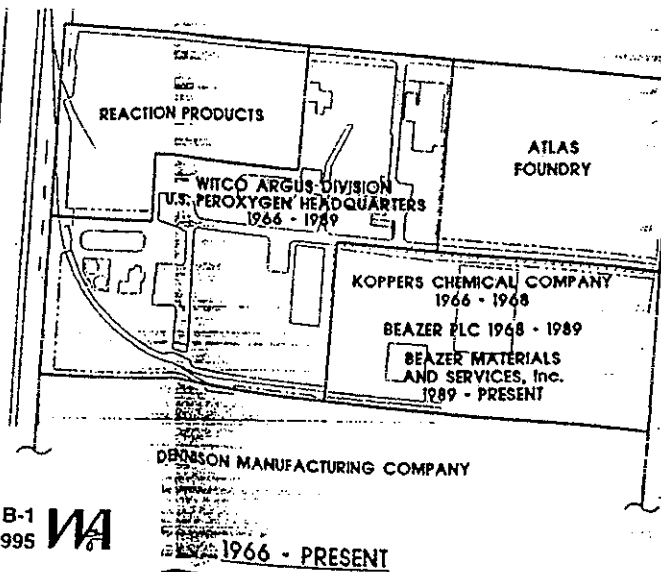 REACTION PRODUCTS
ATLAS
FOUNDRY
WITCO ARGUS DIVISION
U.S. PEROXYGEN HEADQUARTERS
1966 - 1989
KOPPERS CHEMICAL COMPANY
1966 - 1968
BEAZER PLC 1968 - 1989
BEAZER MATERIALS
AND SERVICES, Inc.
1989 - PRESENT
DENNISON MANUFACTURING COMPANY
B-1
995 WA
1966 - PRESENT